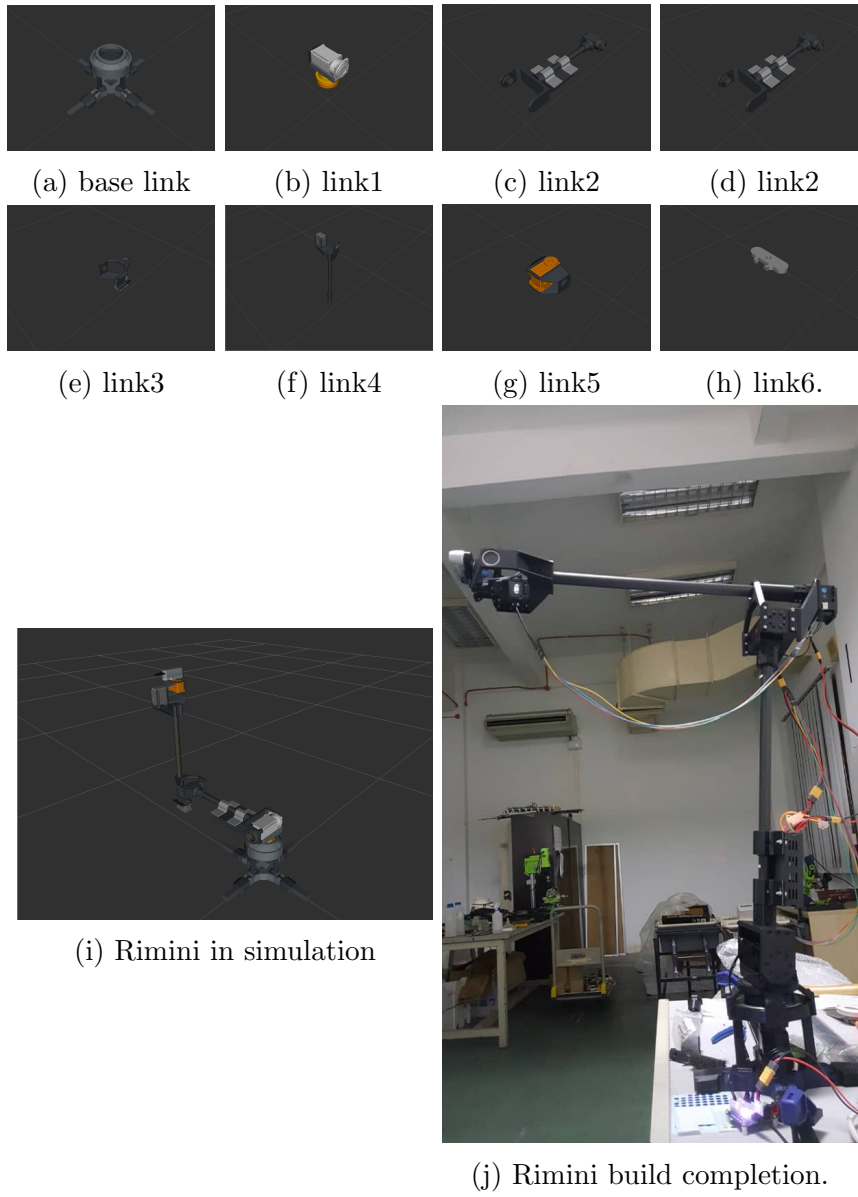 (a) base link
(b) link1
(c) link2
(d) link2
(e) link3
(f) link4
(g) link5
(h) link6.
(i) Rimini in simulation
(j) Rimini build completion.